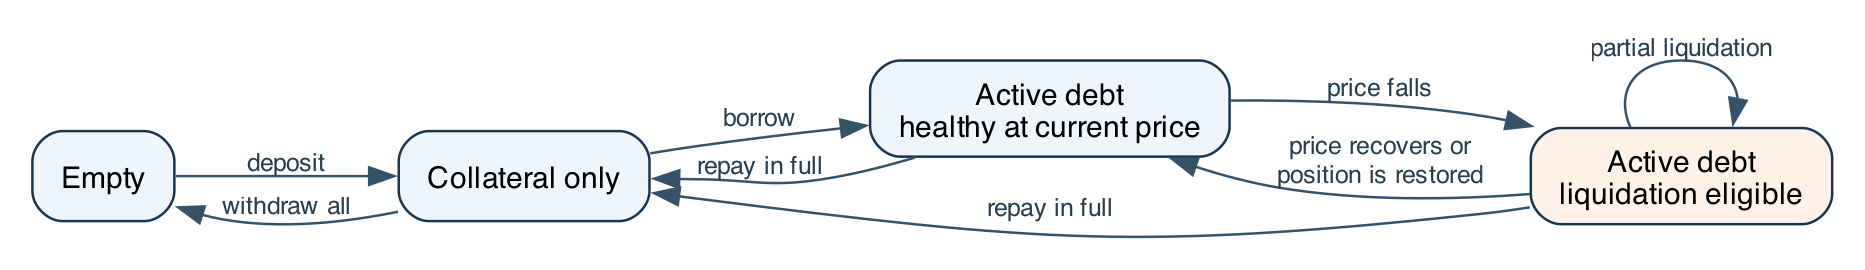 Empty
deposit
withdraw all
Collateral only
borrow
repay in full
Active debt
healthy at current price
price falls
price recovers or
position is restored
repay in full
partial liquidation
Active debt
liquidation eligible